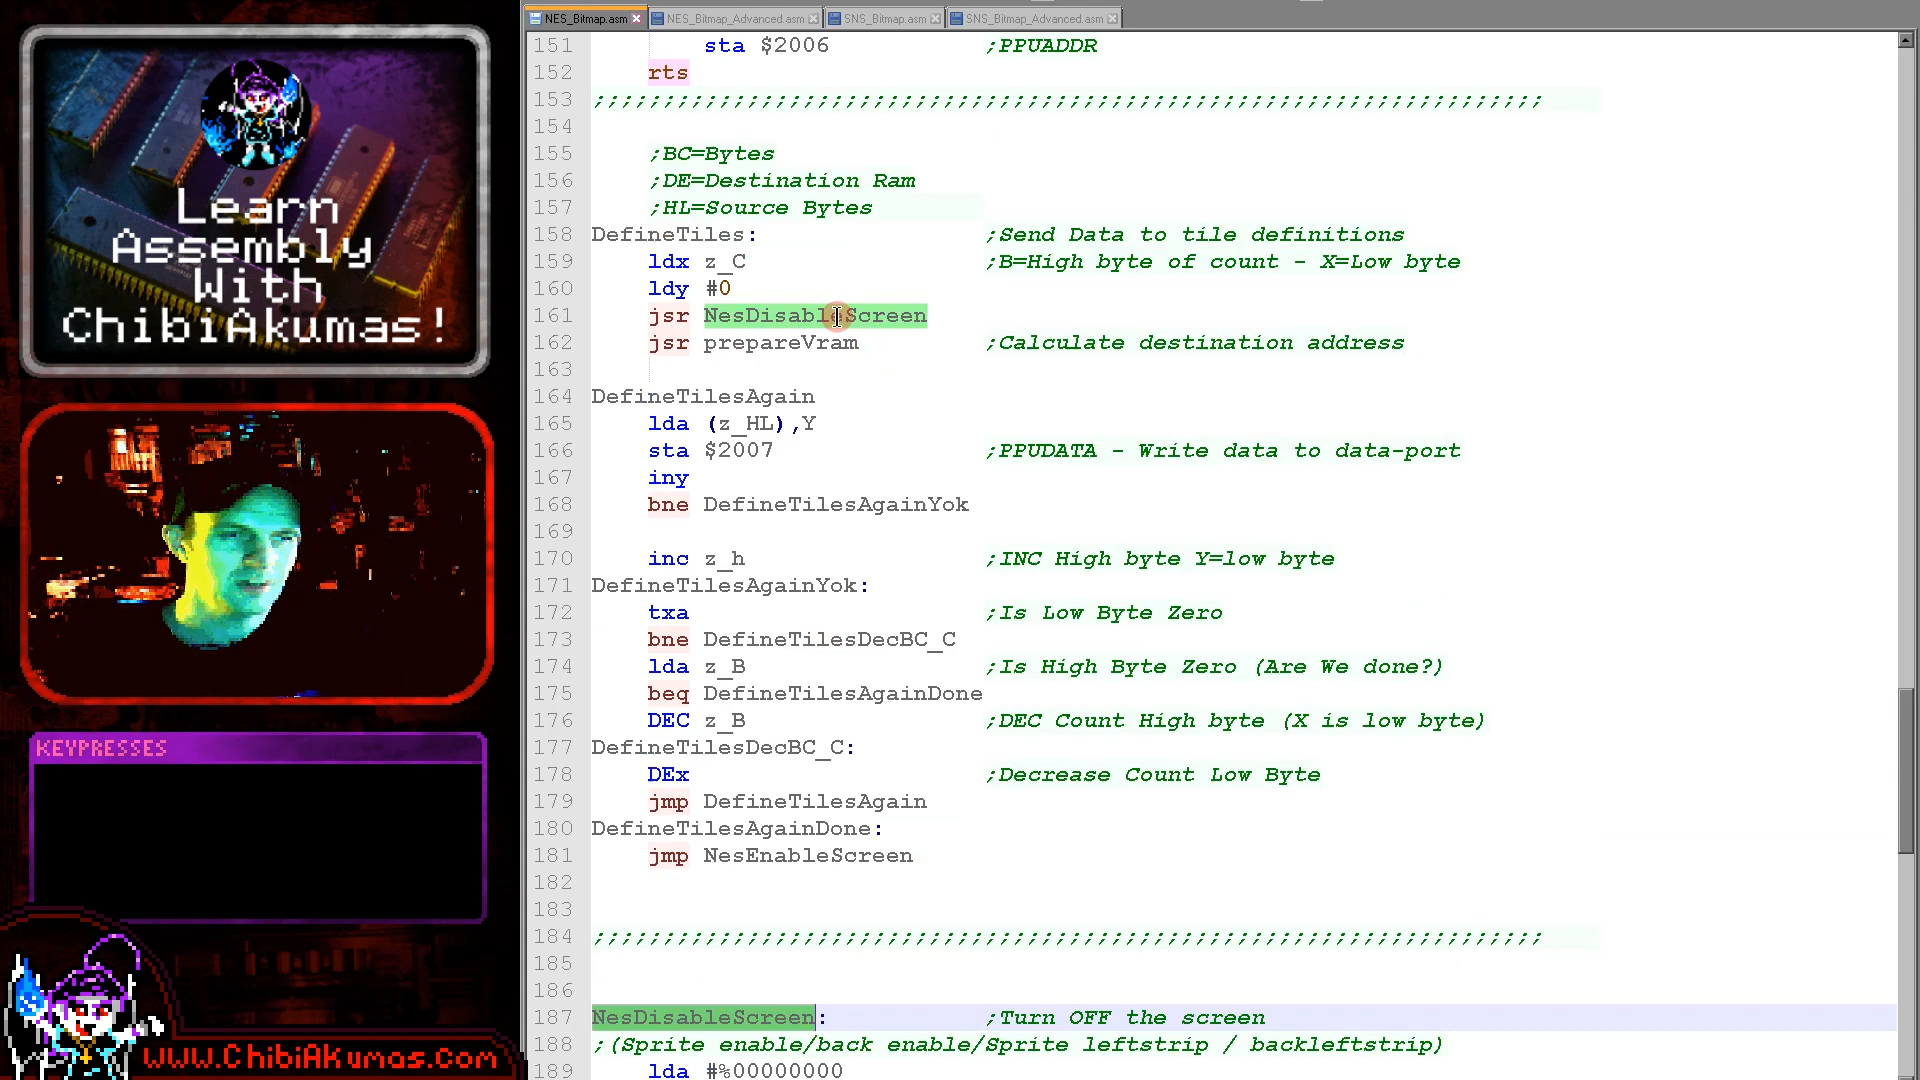 Learn
Assembly
With
ChibiAkumas!
KEYPRESSES
www.ChibiAkumas.com
NES_Bitmap.asm NES_Bitmap_Advanced.asm SNS_Bitmap.asm SNS_Bitmap_Advanced.asm
151 sta $2006 ;PPUADDR
152 rts
153 ;;;;;;;;;;;;;;;;;;;;;;;;;;;;;;;;;;;;;;;;;;;;;;;;;;;;;;;;;;;;;;;;;;;;
154
155 ;BC=Bytes
156 ;DE=Destination Ram
157 ;HL=Source Bytes
158 DefineTiles: ;Send Data to tile definitions
159 ldx z_C ;B=High byte of count - X=Low byte
160 ldy #0
161 jsr NesDisableScreen
162 jsr prepareVram ;Calculate destination address
163
164 DefineTilesAgain
165 lda (z_HL),Y
166 sta $2007 ;PPUDATA - Write data to data-port
167 iny
168 bne DefineTilesAgainYok
169
170 inc z_h ;INC High byte Y=low byte
171 DefineTilesAgainYok:
172 txa ;Is Low Byte Zero
173 bne DefineTilesDecBC_C
174 lda z_B ;Is High Byte Zero (Are We done?)
175 beq DefineTilesAgainDone
176 DEC z_B ;DEC Count High byte (X is low byte)
177 DefineTilesDecBC_C:
178 DEx ;Decrease Count Low Byte
179 jmp DefineTilesAgain
180 DefineTilesAgainDone:
181 jmp NesEnableScreen
182
183
184 ;;;;;;;;;;;;;;;;;;;;;;;;;;;;;;;;;;;;;;;;;;;;;;;;;;;;;;;;;;;;;;;;;;;;
185
186
187 NesDisableScreen: ;Turn OFF the screen
188 ;(Sprite enable/back enable/Sprite leftstrip / backleftstrip)
189 lda #%00000000